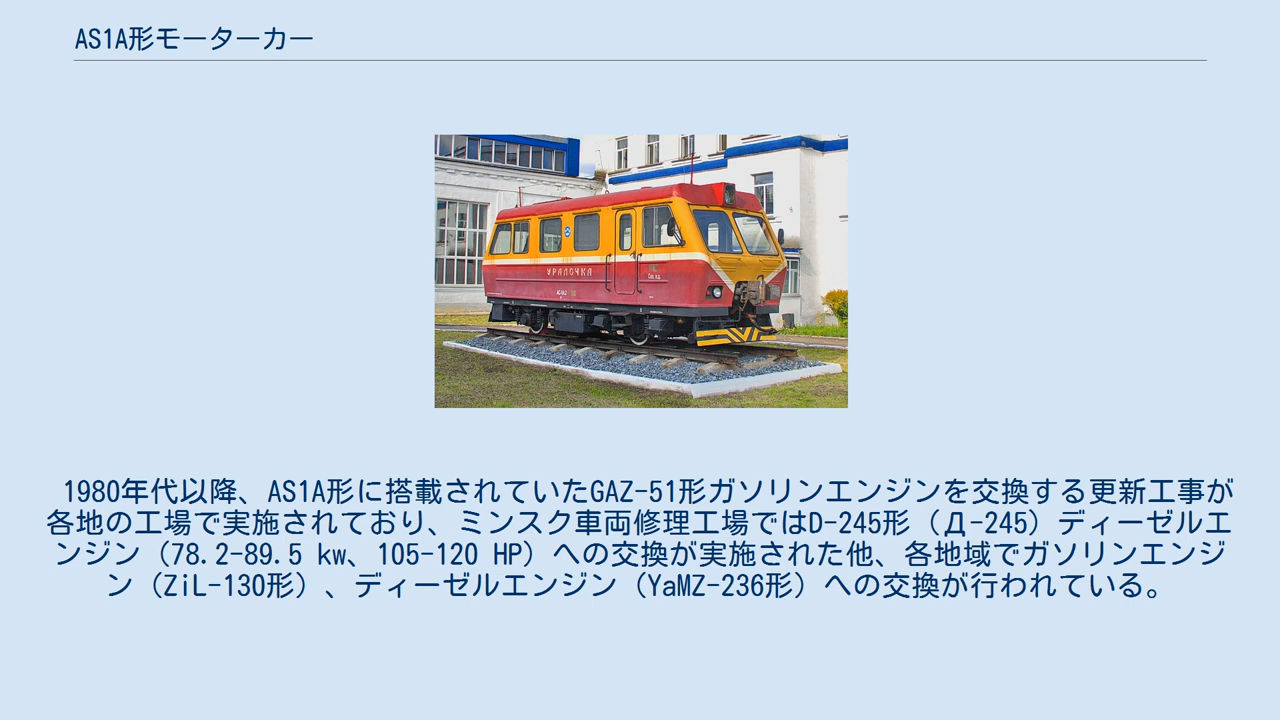 AS1A形モーターカー
УРАЛОЧКА
1980年代以降、AS1A形に搭載されていたGAZ-51形ガソリンエンジンを交換する更新工事が
各地の工場で実施されており、ミンスク車両修理工場ではD-245形（Д-245）ディーゼルエ
ンジン（78.2-89.5 kw、105-120 HP）への交換が実施された他、各地域でガソリンエンジ
ン（ZiL-130形）、ディーゼルエンジン（YaMZ-236形）への交換が行われている。